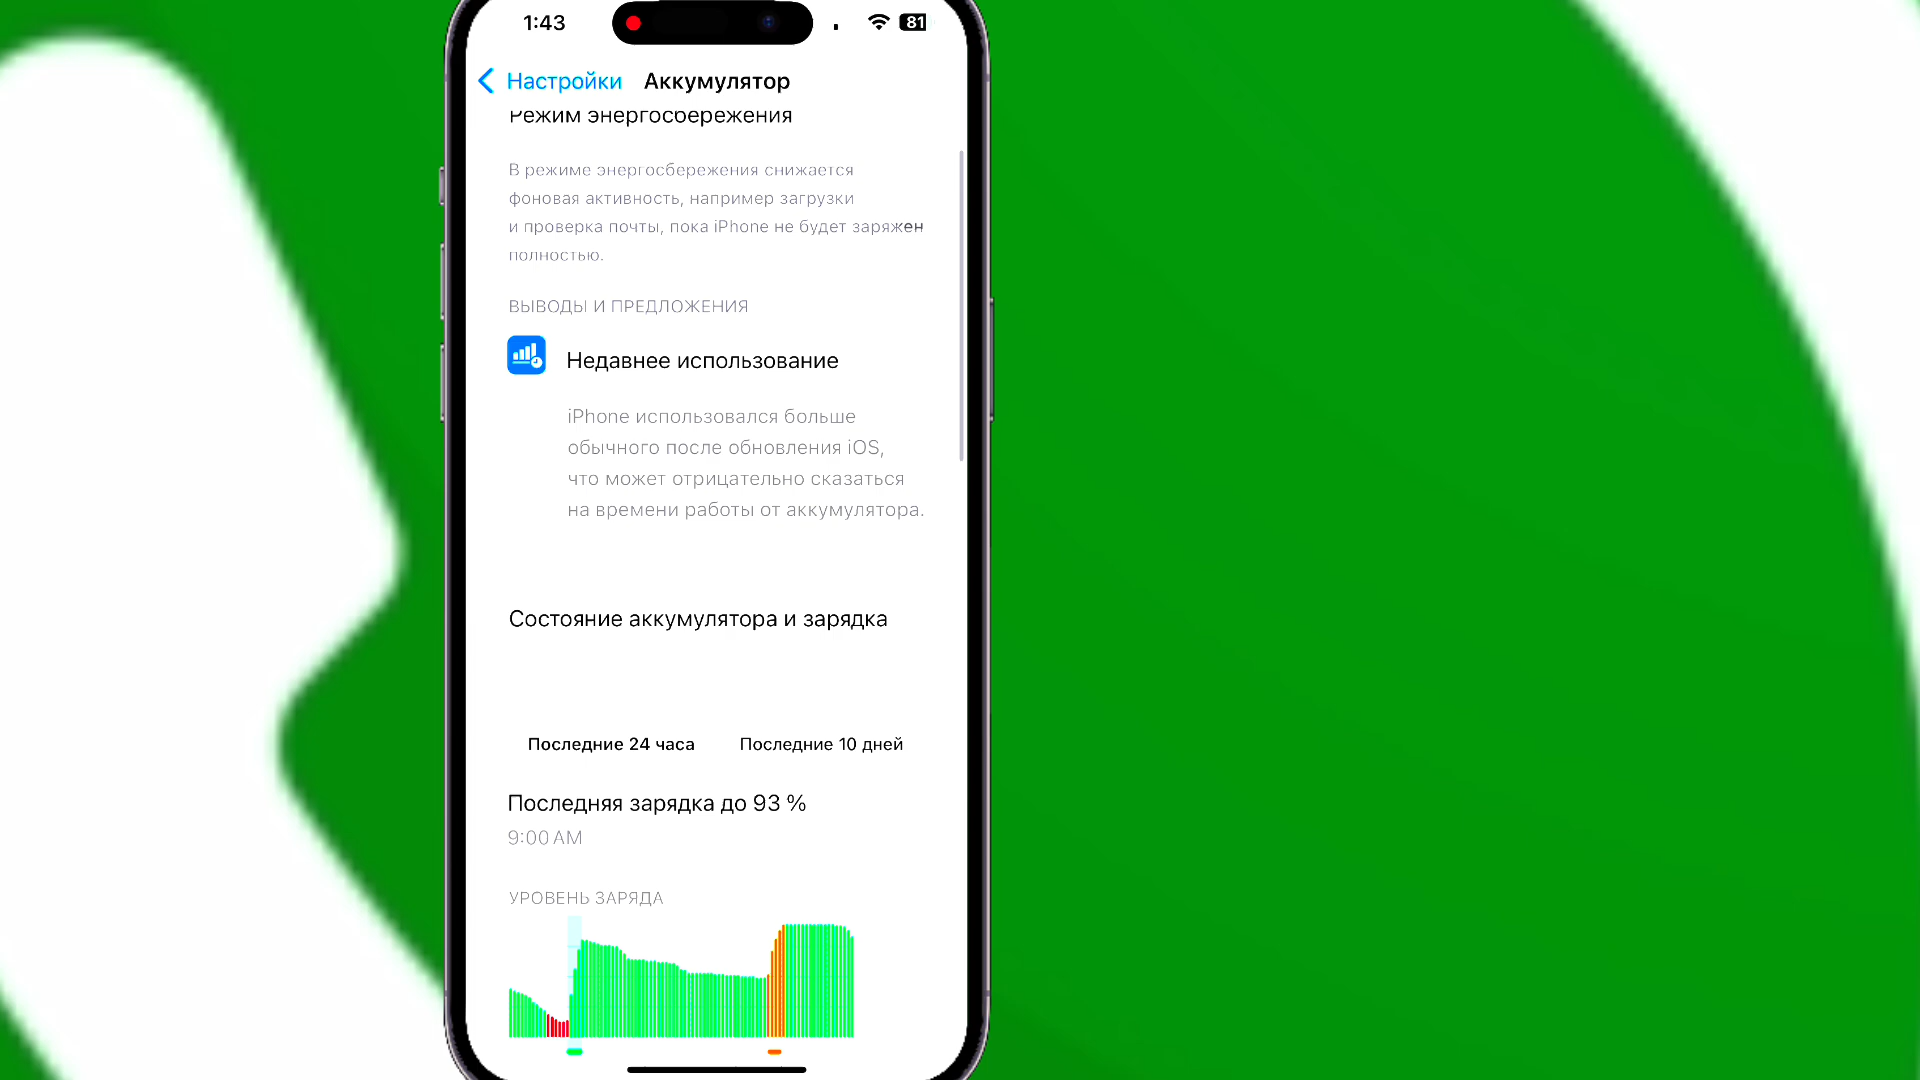 1:43
81
Настройки Аккумулятор
Режим энергосбережения
В режиме энергосбережения снижается
фоновая активность, например загрузки
и проверка почты, пока iPhone не будет заряжен
полностью.
ВЫВОДЫ И ПРЕДЛОЖЕНИЯ
Недавнее использование
iPhone использовался больше
обычного после обновления iOS,
что может отрицательно сказаться
на времени работы от аккумулятора.
Состояние аккумулятора и зарядка
Последние 24 часа
Последние 10 дней
Последняя зарядка до 93 %
9:00 AM
УРОВЕНЬ ЗАРЯДА